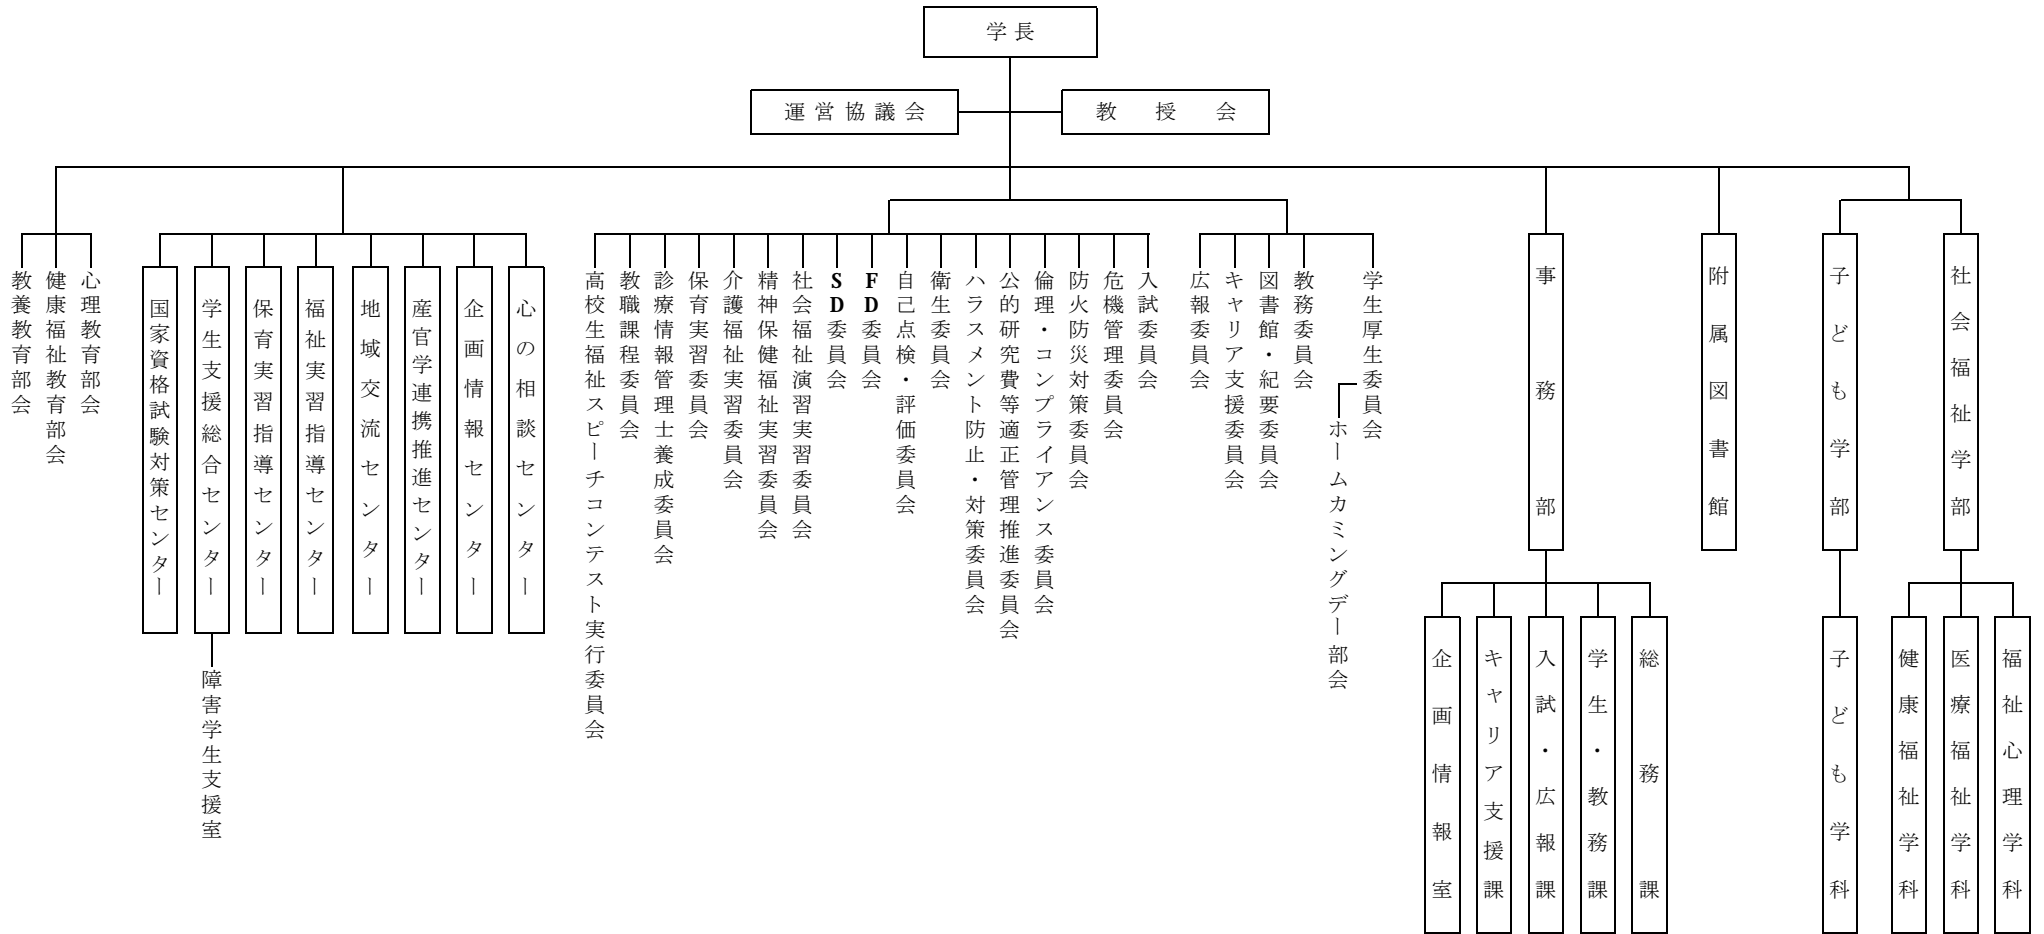 学長
運営協議会
教授会
社会福祉学部
子ども学部
附属図書館
事務部
学生厚生委員会
ホームカミングデー部会
教務委員会
図書館・紀要委員会
キャリア支援委員会
広報委員会
入試委員会
危機管理委員会
防火防災対策委員会
倫理・コンプライアンス委員会
公的研究費等適正管理推進委員会
ハラスメント防止・対策委員会
衛生委員会
自己点検・評価委員会
FD委員会
SD委員会
社会福祉演習実習委員会
精神保健福祉実習委員会
介護福祉実習委員会
保育実習委員会
診療情報管理士養成委員会
教職課程委員会
高校生福祉スピーチコンテスト実行委員会
心の相談センター
企画情報センター
産官学連携推進センター
地域交流センター
福祉実習指導センター
保育実習指導センター
学生支援総合センター
国家資格試験対策センター
心理教育部会
健康福祉教育部会
教養教育部会
福祉心理学科
医療福祉学科
健康福祉学科
子ども学科
総務課
学生・教務課
入試・広報課
キャリア支援課
企画情報室
障害学生支援室